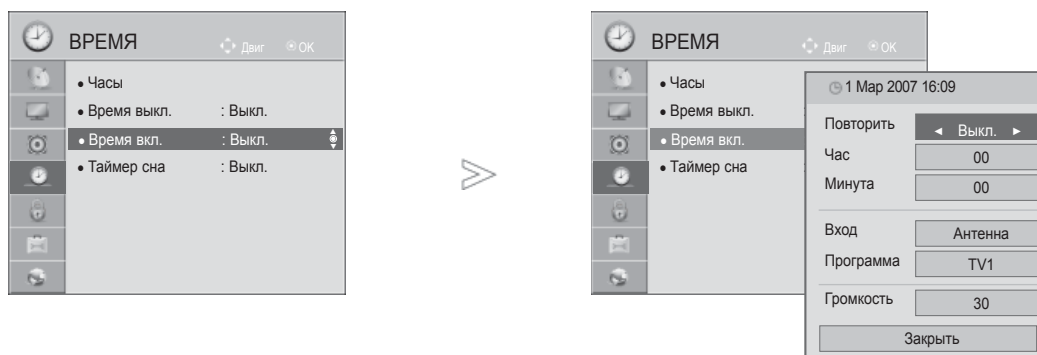 ВРЕМЯ Двиг ОК
• Часы
• Время выкл. : Выкл.
• Время вкл. : Выкл.
• Таймер сна : Выкл.
ВРЕМЯ Двиг ОК
• Часы
• Время выкл. :
• Время вкл.
• Таймер сна :
1 Мар 2007 16:09
Повторить ◄ Выкл. ►
Час 00
Минута 00
Вход Антенна
Программа TV1
Громкость 30
Закрыть